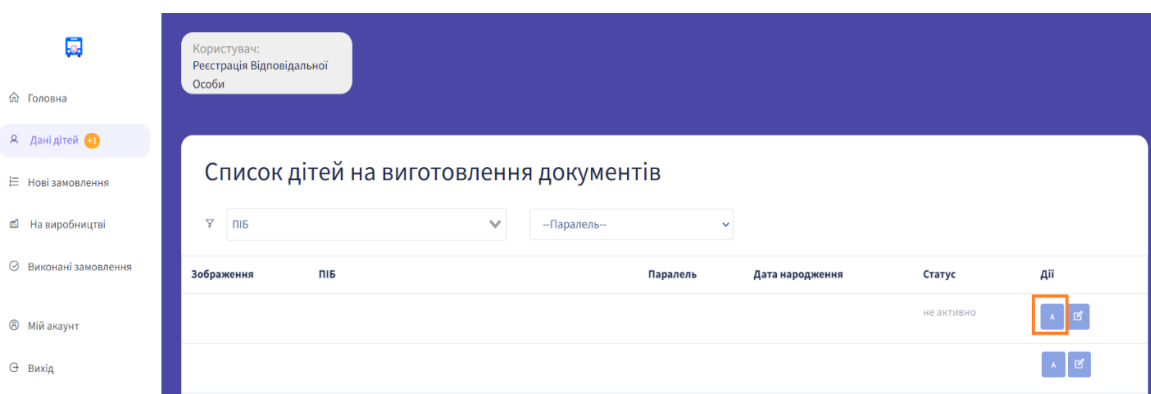 Користувач:
Реєстрація Відповідальної
Особи
Головна
Дані дітей +1
Нові замовлення
На виробництві
Виконані замовлення
Мій акаунт
Вихід
Список дітей на виготовлення документів
ПІБ
--Паралель--
Зображення ПІБ Паралель Дата народження Статус Дії
не активно A
A